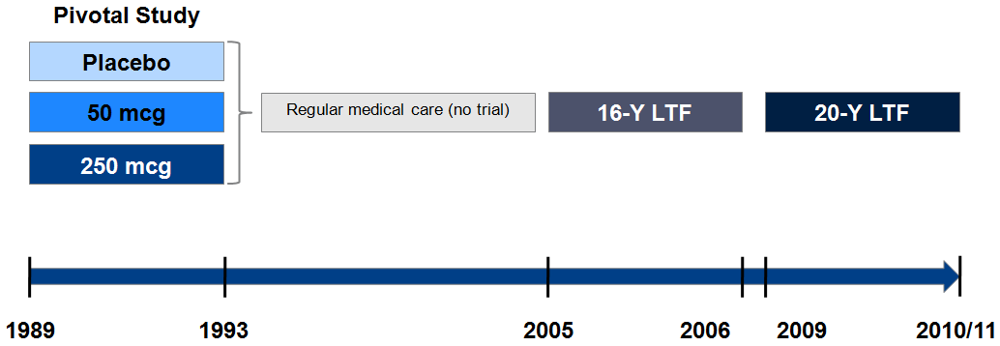 Pivotal Study
Placebo
50 mcg
250 mcg
Regular medical care (no trial)
16-Y LTF
20-Y LTF
1989
1993
2005
2006
2009
2010/11